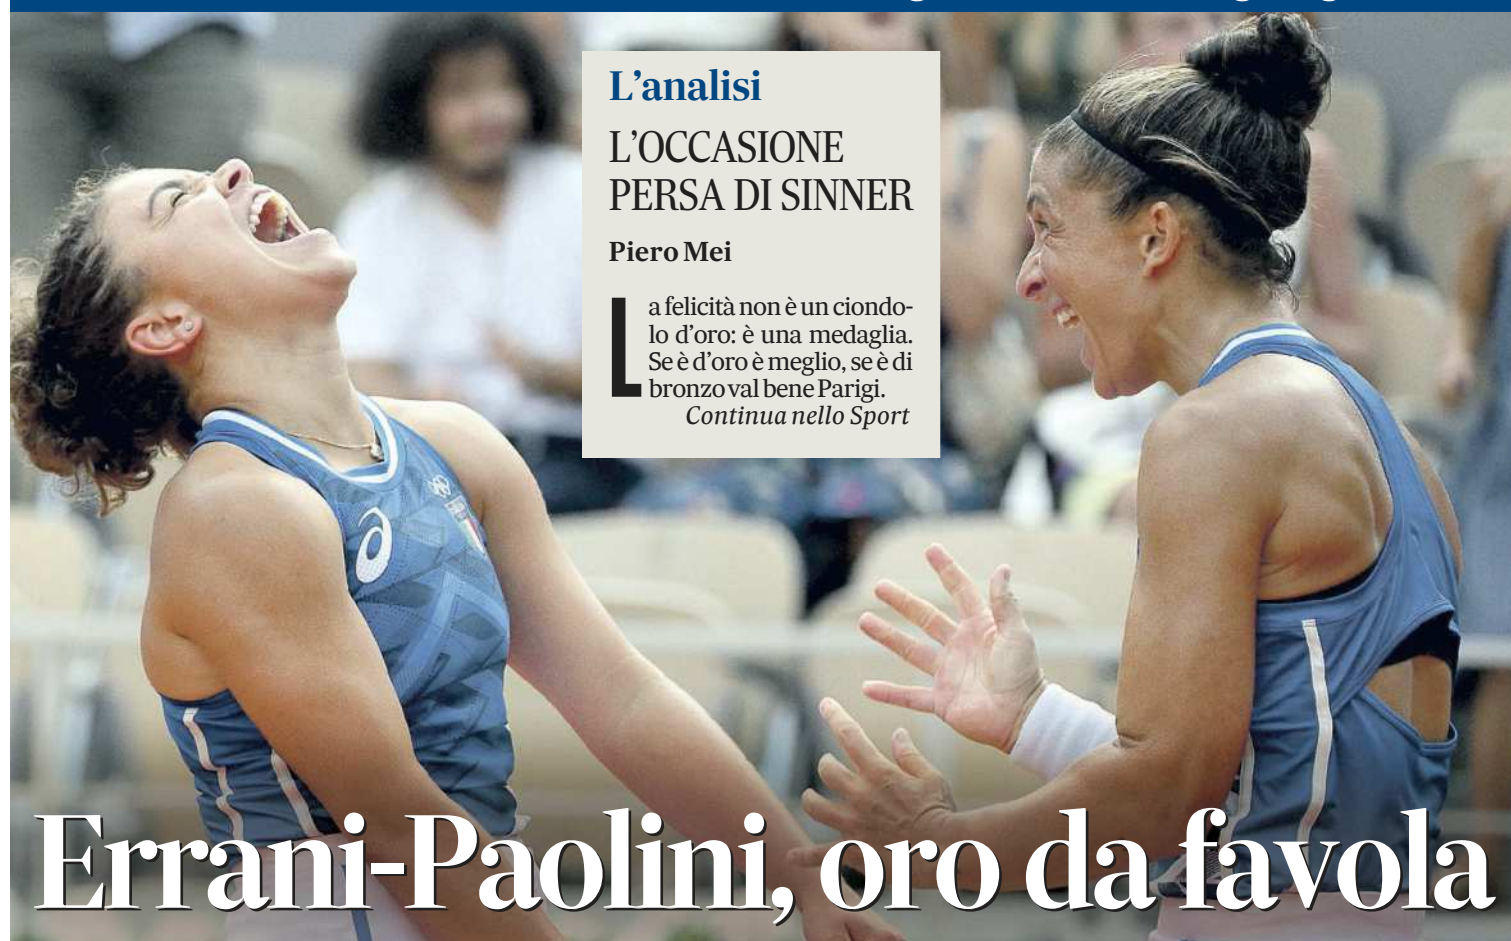 L'analisi
L'OCCASIONE
PERSA DI SINNER
Piero Mei
La felicità non è un ciondo-
lo d'oro: è una medaglia.
Se è d'oro è meglio, se è di
bronzo val bene Parigi.
Continua nello Sport
Errani-Paolini, oro da favola